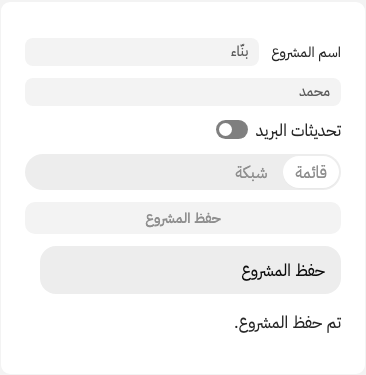 اسم المشروع بنّاء
محمد
تحديثات البريد
قائمة شبكة
حفظ المشروع
حفظ المشروع
تم حفظ المشروع.